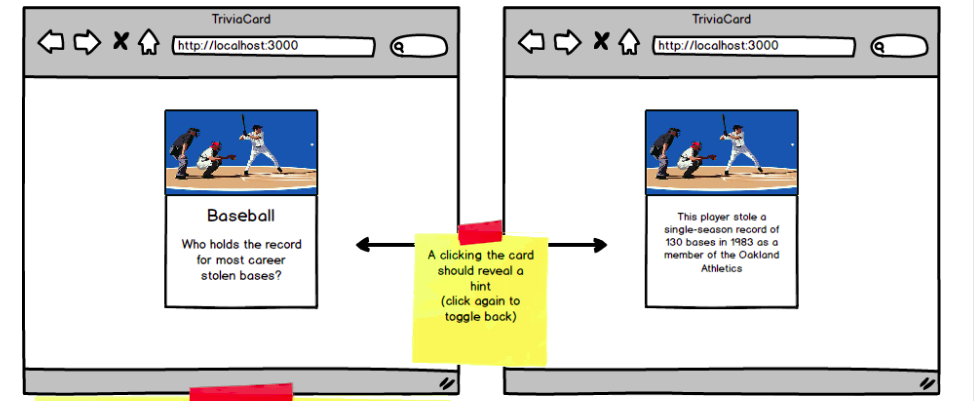 TriviaCard
http://localhost:3000
Baseball
Who holds the record
for most career
stolen bases?
A clicking the card
should reveal a
hint
(click again to
toggle back)
TriviaCard
http://localhost:3000
This player stole a
single-season record of
130 bases in 1983 as a
member of the Oakland
Athletics